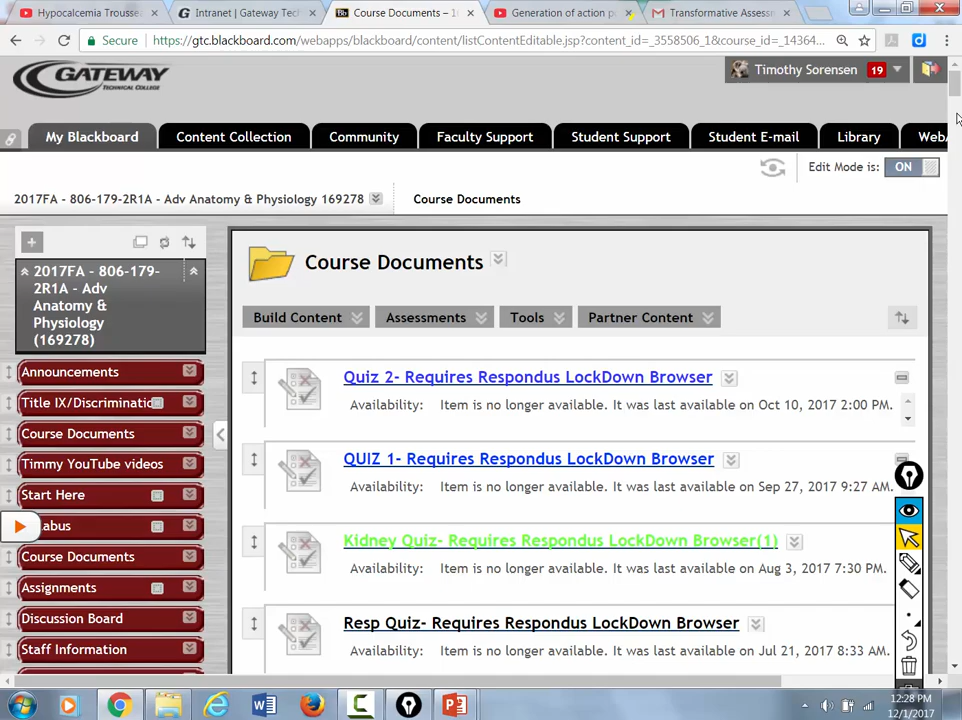 Hypocalcemia Trousse
Intranet | Gateway Tec
Course Documents – 1
Generation of action p
Transformative Assess
Secure
https://gtc.blackboard.com/webapps/blackboard/content/listContentEditable.jsp?content_id=_3558506_1&course_id=_14364...
GATEWAY
TECHNICAL COLLEGE
Timothy Sorensen 19
My Blackboard
Content Collection
Community
Faculty Support
Student Support
Student E-mail
Library
Edit Mode is: ON
2017FA - 806-179-2R1A - Adv Anatomy & Physiology 169278
Course Documents
2017FA - 806-179-
2R1A - Adv
Anatomy &
Physiology
(169278)
Announcements
Title IX/Discriminatio
Course Documents
Timmy YouTube videos
Start Here
abus
Course Documents
Assignments
Discussion Board
Staff Information
Course Documents
Build Content
Assessments
Tools
Partner Content
Quiz 2- Requires Respondus LockDown Browser
Availability: Item is no longer available. It was last available on Oct 10, 2017 2:00 PM.
QUIZ 1- Requires Respondus LockDown Browser
Availability: Item is no longer available. It was last available on Sep 27, 2017 9:27 AM.
Kidney Quiz- Requires Respondus LockDown Browser(1)
Availability: Item is no longer available. It was last available on Aug 3, 2017 7:30 PM.
Resp Quiz- Requires Respondus LockDown Browser
Availability: Item is no longer available. It was last available on Jul 21, 2017 8:33 AM.
12:28 PM
12/1/2017